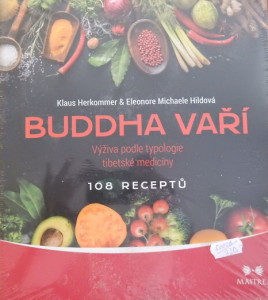 Klaus Herkommer & Eleonore Michaele Hildová
BUDDHA VAŘÍ
Výživa podle typologie
tibetské medicíny
108 RECEPTŮ
MAITREA